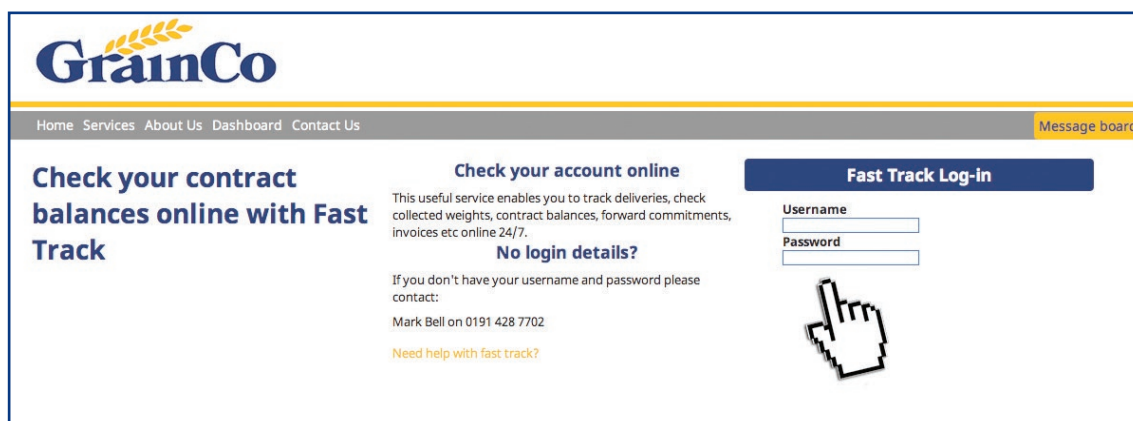 GrainCo
Home Services About Us Dashboard Contact Us
Message board
Check your contract
balances online with Fast
Track
Check your account online
This useful service enables you to track deliveries, check
collected weights, contract balances, forward commitments,
invoices etc online 24/7.
No login details?
If you don't have your username and password please
contact:
Mark Bell on 0191 428 7702
Need help with fast track?
Fast Track Log-in
Username
Password